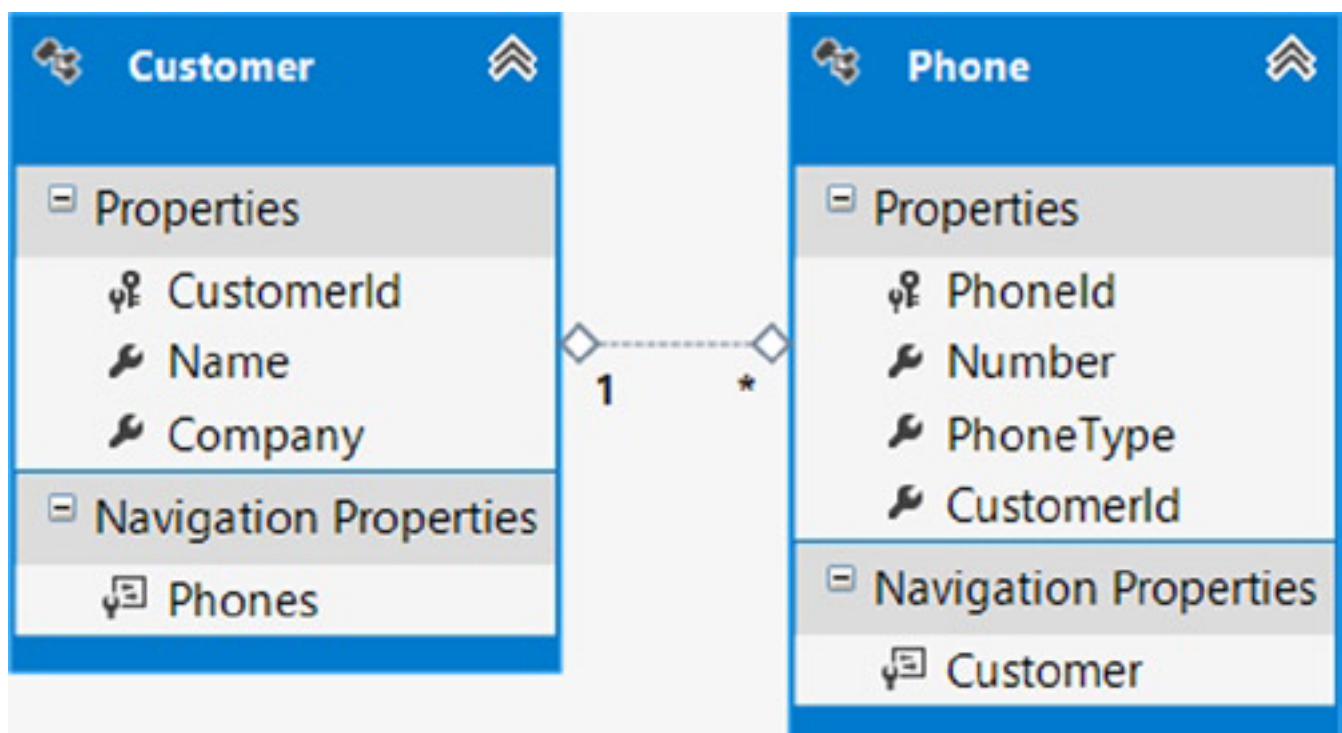 Customer
Properties
CustomerId
Name
Company
Navigation Properties
Phones
1
*
Phone
Properties
PhoneId
Number
PhoneType
CustomerId
Navigation Properties
Customer